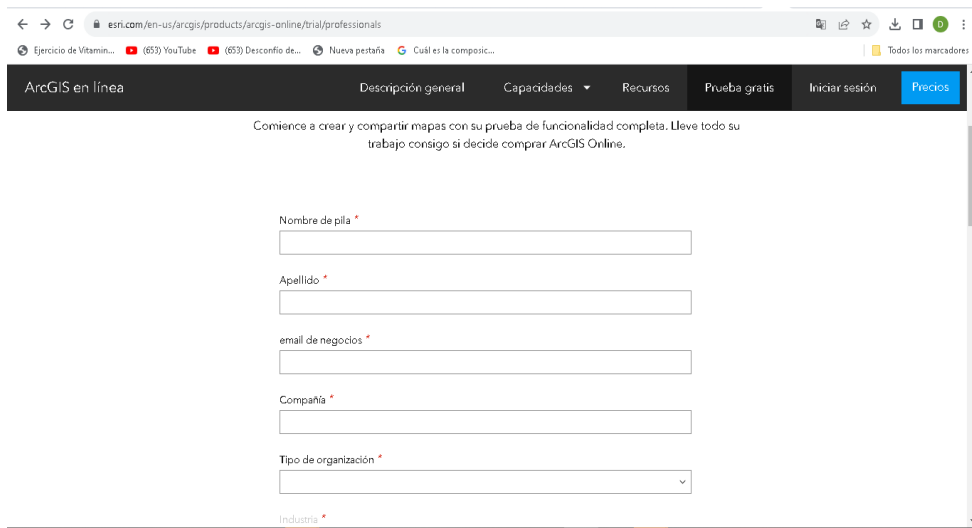 esri.com/en-us/arcgis/products/arcgis-online/trial/professionals
D
Ejercicio de Vitamin... (653) YouTube (653) Desconfío de... Nueva pestaña G Cuál es la composic... Todos los marcadores
ArcGIS en línea Descripción general Capacidades Recursos Prueba gratis Iniciar sesión Precios
Comience a crear y compartir mapas con su prueba de funcionalidad completa. Lleve todo su
trabajo consigo si decide comprar ArcGIS Online.
Nombre de pila *
Apellido *
email de negocios *
Compañía *
Tipo de organización *
Industria *